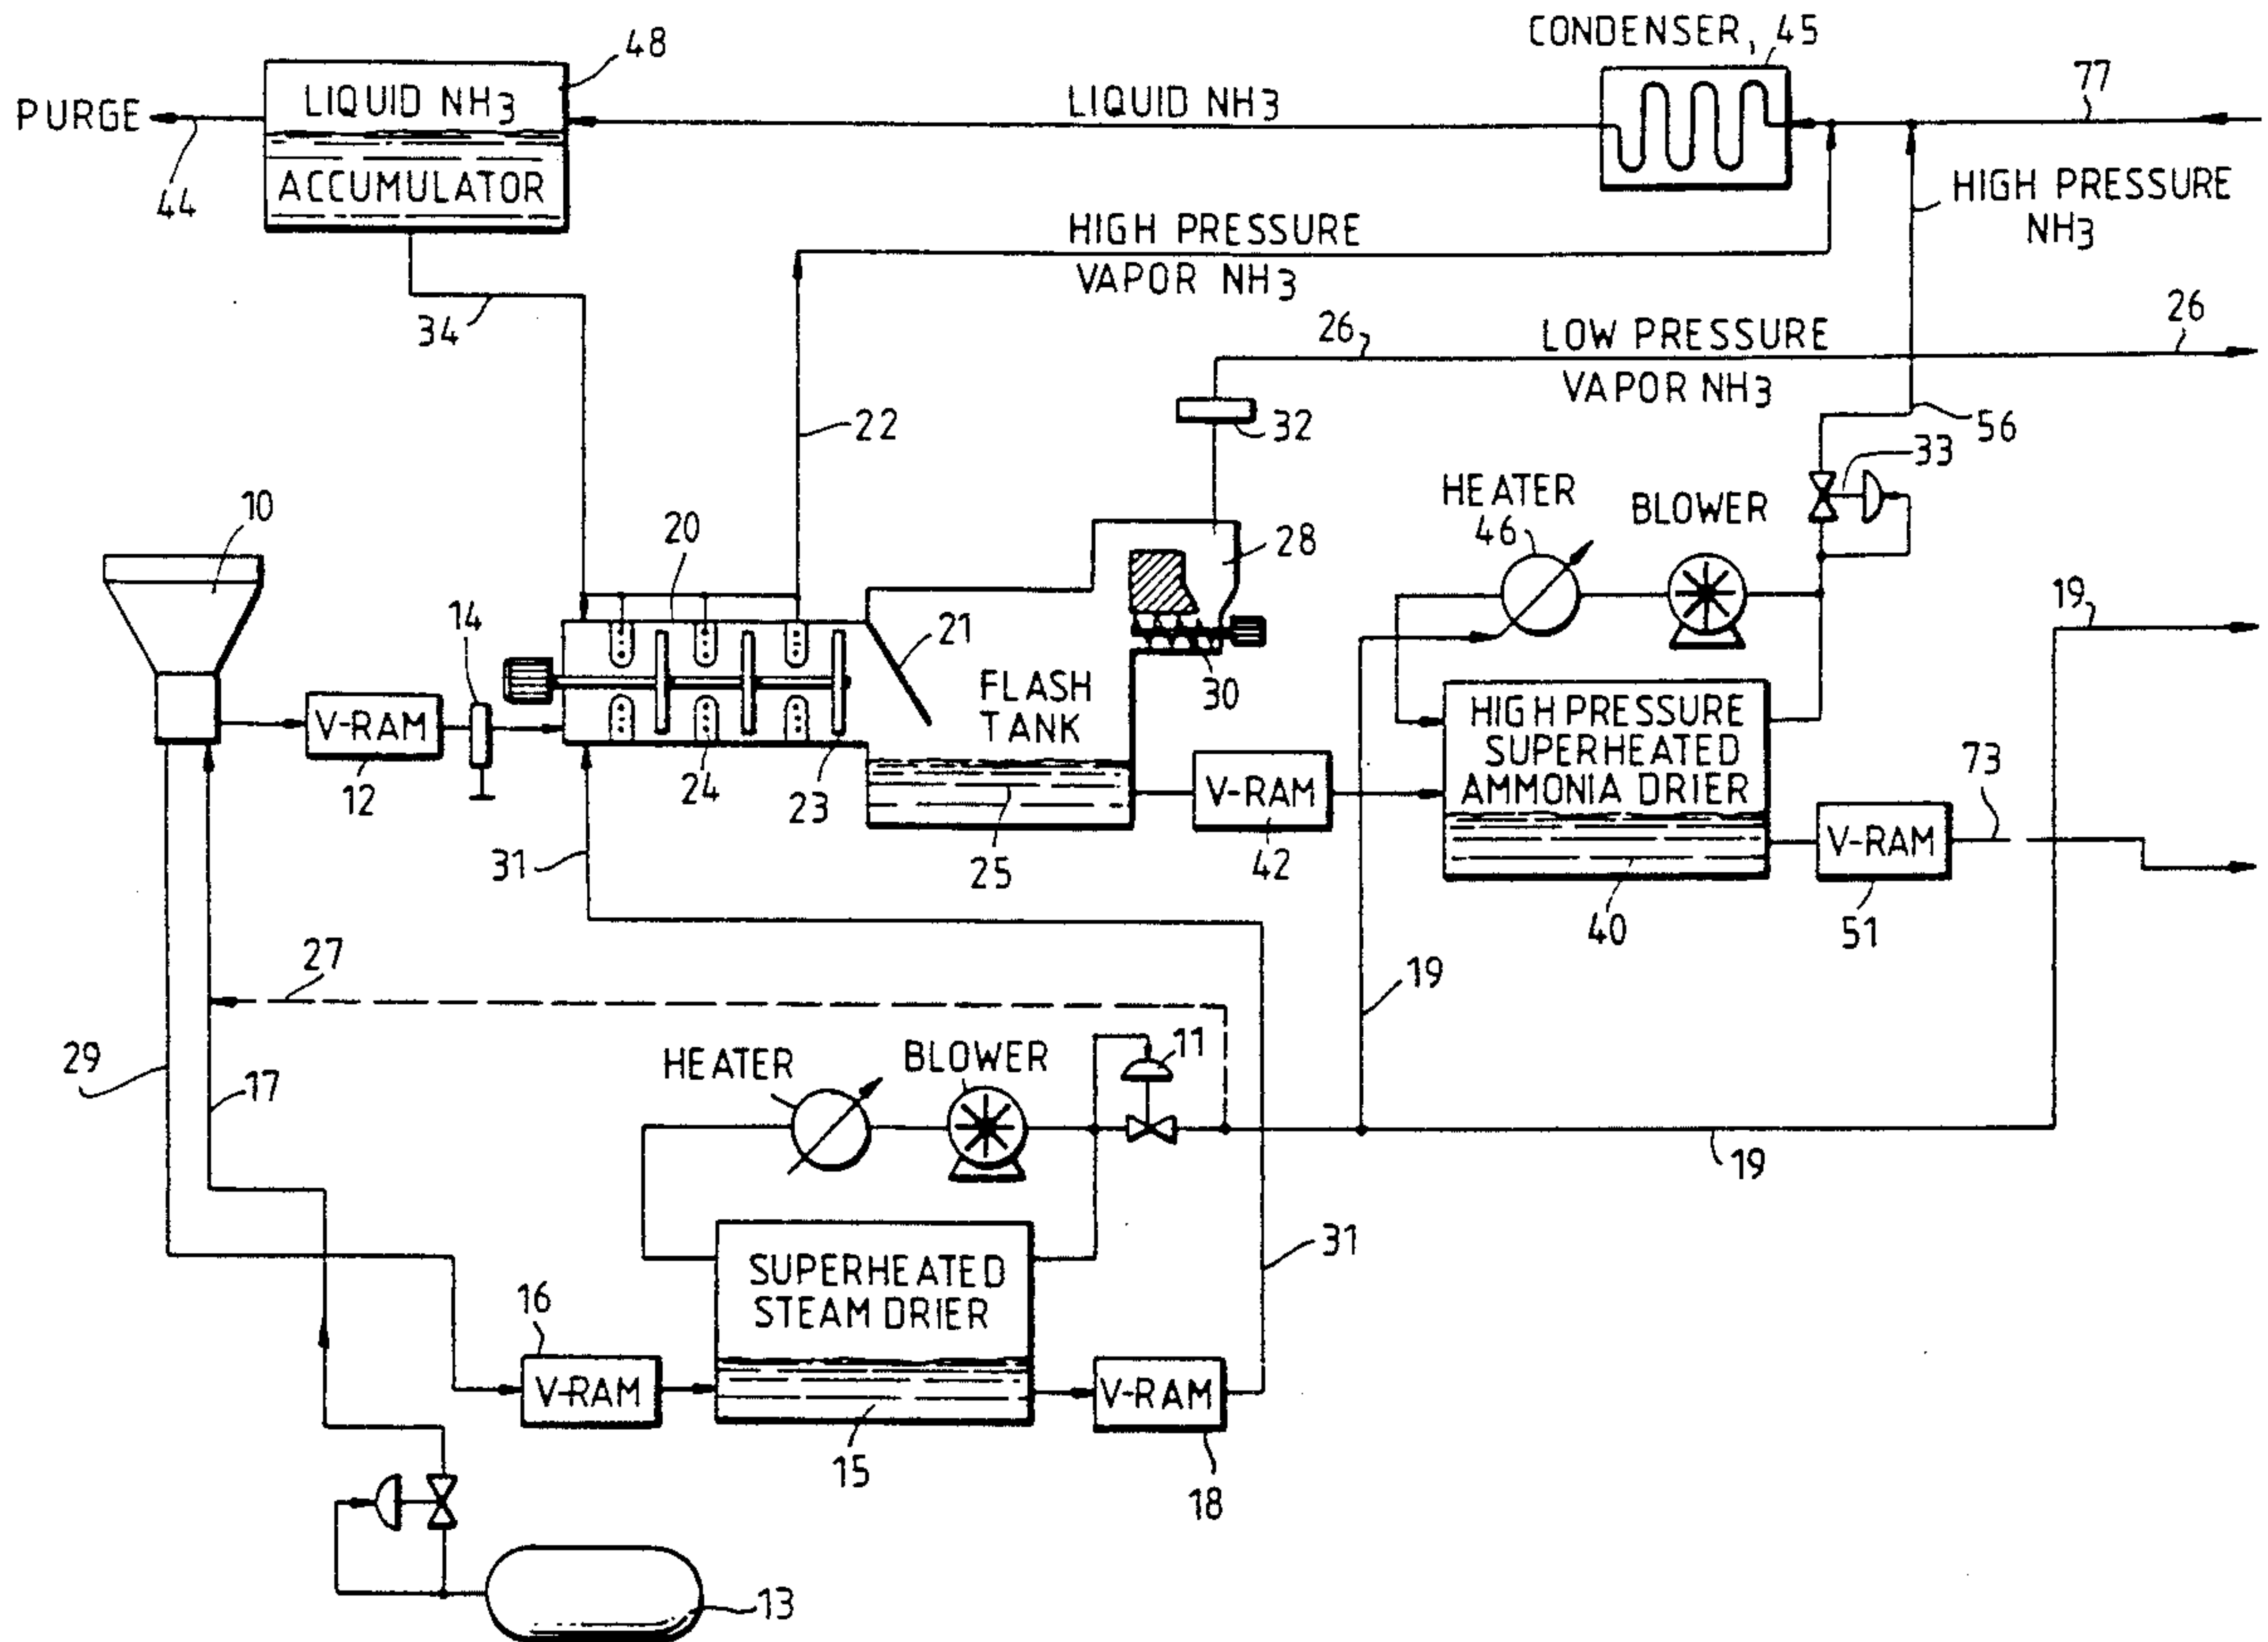 CONDENSER, 45
48
LIQUID NH3
PURGE
44
ACCUMULATOR
LIQUID NH3
77
HIGH PRESSURE
NH3
HIGH PRESSURE
VAPOR NH3
34
26
LOW PRESSURE
VAPOR NH3
26
22
32
56
33
HEATER
46
BLOWER
10
20
28
19
14
21
FLASH
TANK
30
V-RAM
12
24
23
25
V-RAM
42
HIGH PRESSURE
SUPERHEATED
AMMONIA DRIER
40
V-RAM
51
73
31
27
19
29
17
HEATER
BLOWER
11
19
31
SUPERHEATED
STEAM DRIER
16
V-RAM
15
V-RAM
18
13